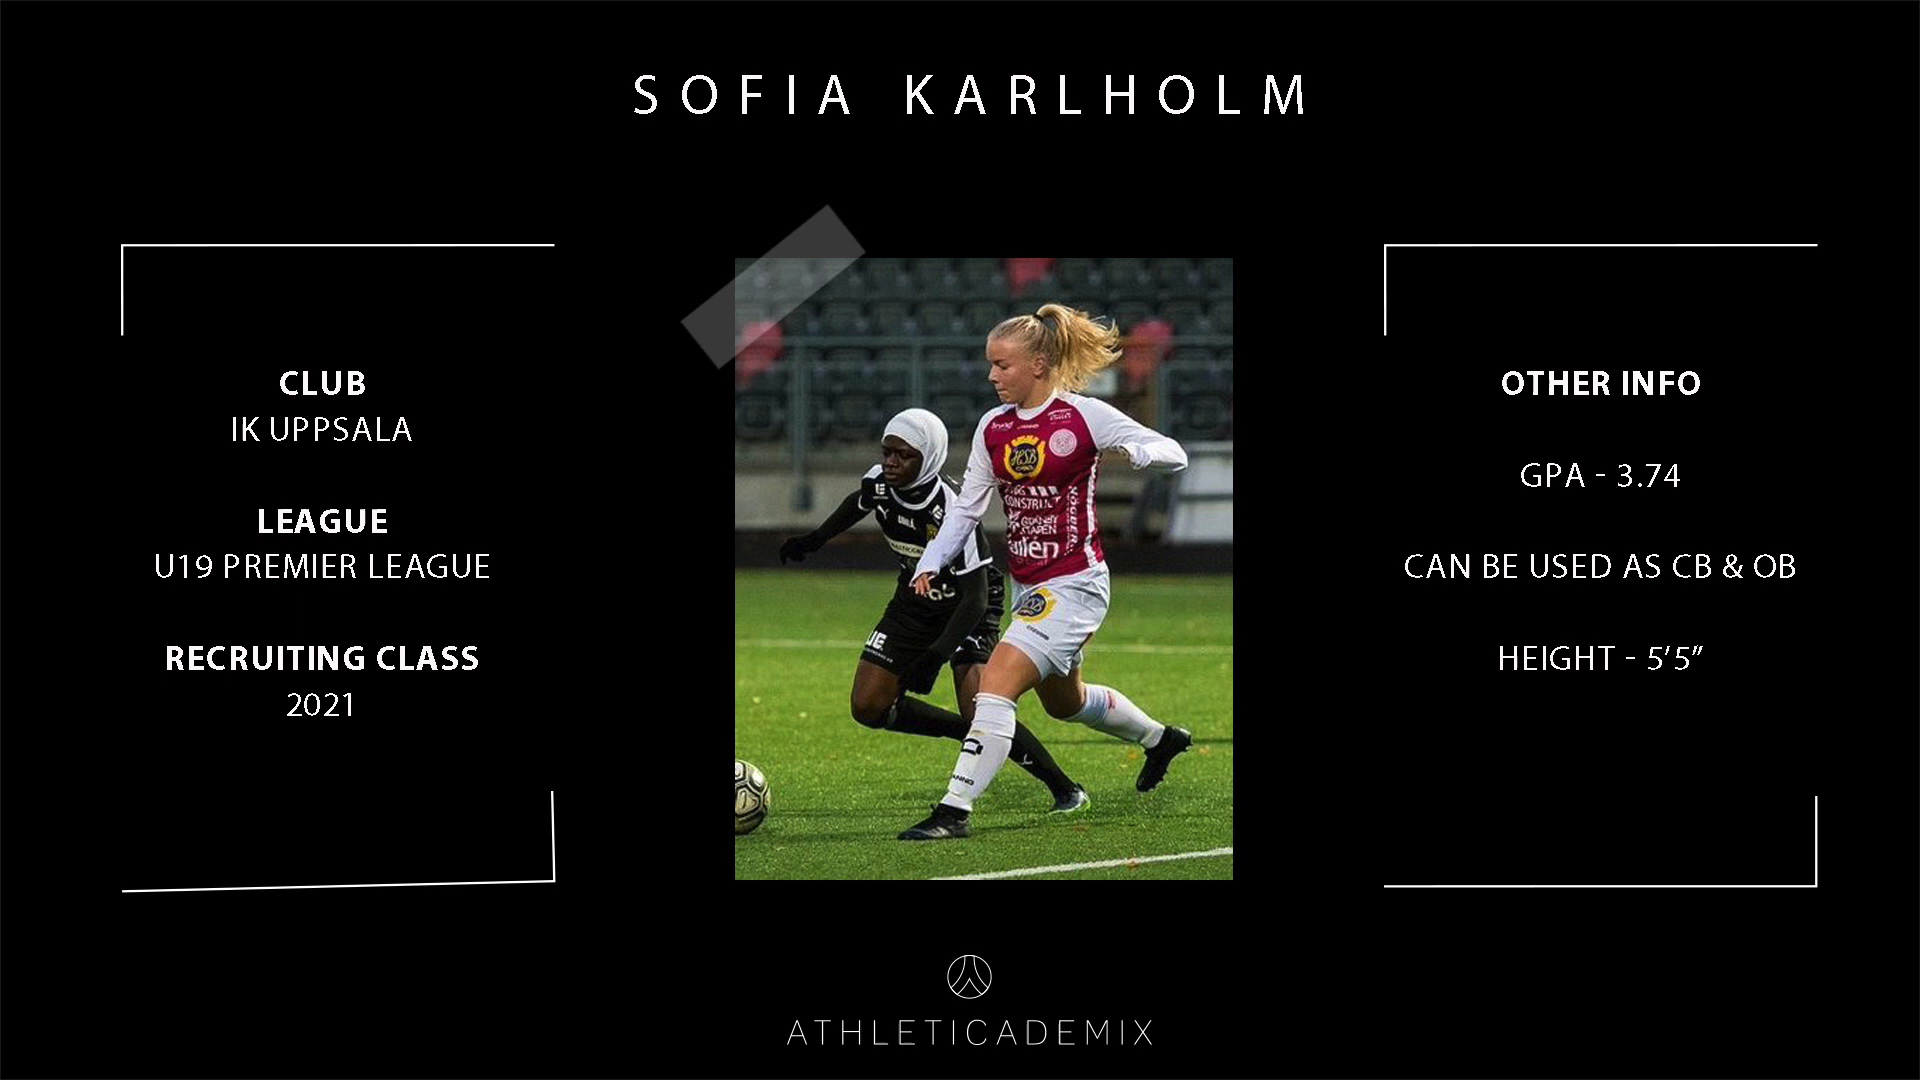 SOFIA KARLHOLM
CLUB
IK UPPSALA
LEAGUE
U19 PREMIER LEAGUE
RECRUITING CLASS
2021
HSB
OTHER INFO
GPA - 3.74
CAN BE USED AS CB & OB
HEIGHT - 5'5"
ATHLETICADEMIX